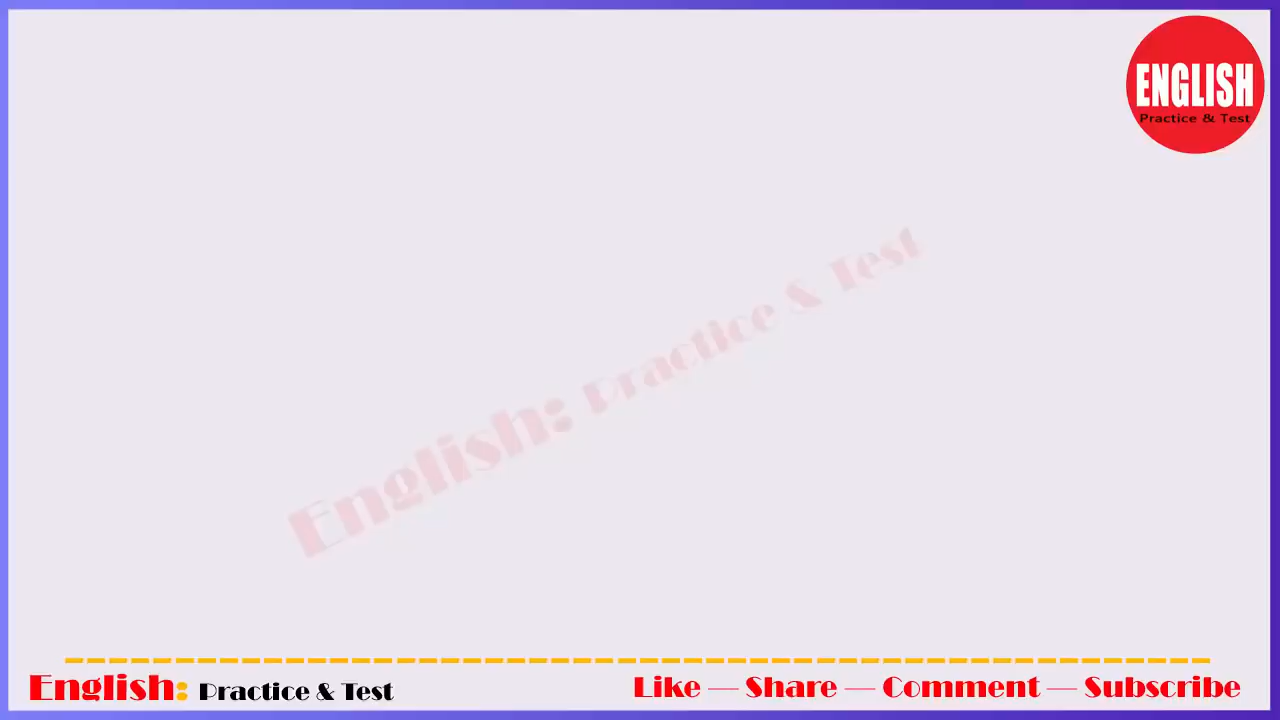 ENGLISH
Practice & Test
English: Practice & Test
English: Practice & Test
Like — Share — Comment — Subscribe